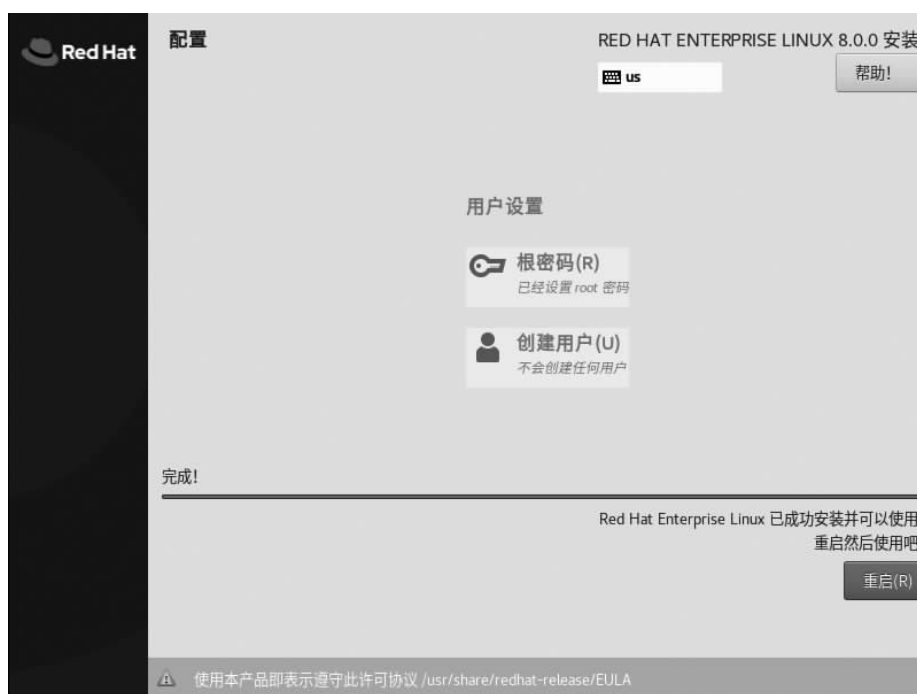 Red Hat
配置
RED HAT ENTERPRISE LINUX 8.0.0 安装
us
帮助!
用户设置
根密码(R)
已经设置 root 密码
创建用户(U)
不会创建任何用户
完成!
Red Hat Enterprise Linux 已成功安装并可以使用
重启然后使用吧
重启(R)
使用本产品即表示遵守此许可协议 /usr/share/redhat-release/EULA